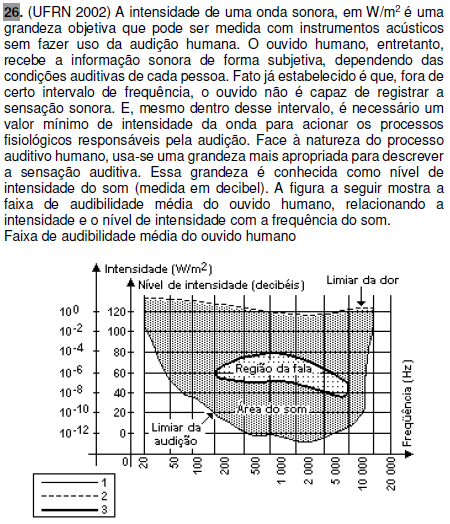 26. (UFRN 2002) A intensidade de uma onda sonora, em W/m² é uma
grandeza objetiva que pode ser medida com instrumentos acústicos
sem fazer uso da audição humana. O ouvido humano, entretanto,
recebe a informação sonora de forma subjetiva, dependendo das
condições auditivas de cada pessoa. Fato já estabelecido é que, fora de
certo intervalo de frequência, o ouvido não é capaz de registrar a
sensação sonora. E, mesmo dentro desse intervalo, é necessário um
valor mínimo de intensidade da onda para acionar os processos
fisiológicos responsáveis pela audição. Face à natureza do processo
auditivo humano, usa-se uma grandeza mais apropriada para descrever
a sensação auditiva. Essa grandeza é conhecida como nível de
intensidade do som (medida em decibel). A figura a seguir mostra a
faixa de audibilidade média do ouvido humano, relacionando a
intensidade e o nível de intensidade com a frequência do som.
Faixa de audibilidade média do ouvido humano
Intensidade (W/m²)
Nível de intensidade (decibéis)
Limiar da dor
10⁰ 120
10⁻² 100
10⁻⁴ 80
10⁻⁶ 60
10⁻⁸ 40
10⁻¹⁰ 20
10⁻¹² 0
Região da fala
Área do som
Limiar da
audição
Freqüência (Hz)
0 20 50 100 200 500 1 000 2 000 5 000 10 000 20 000
1
2
3